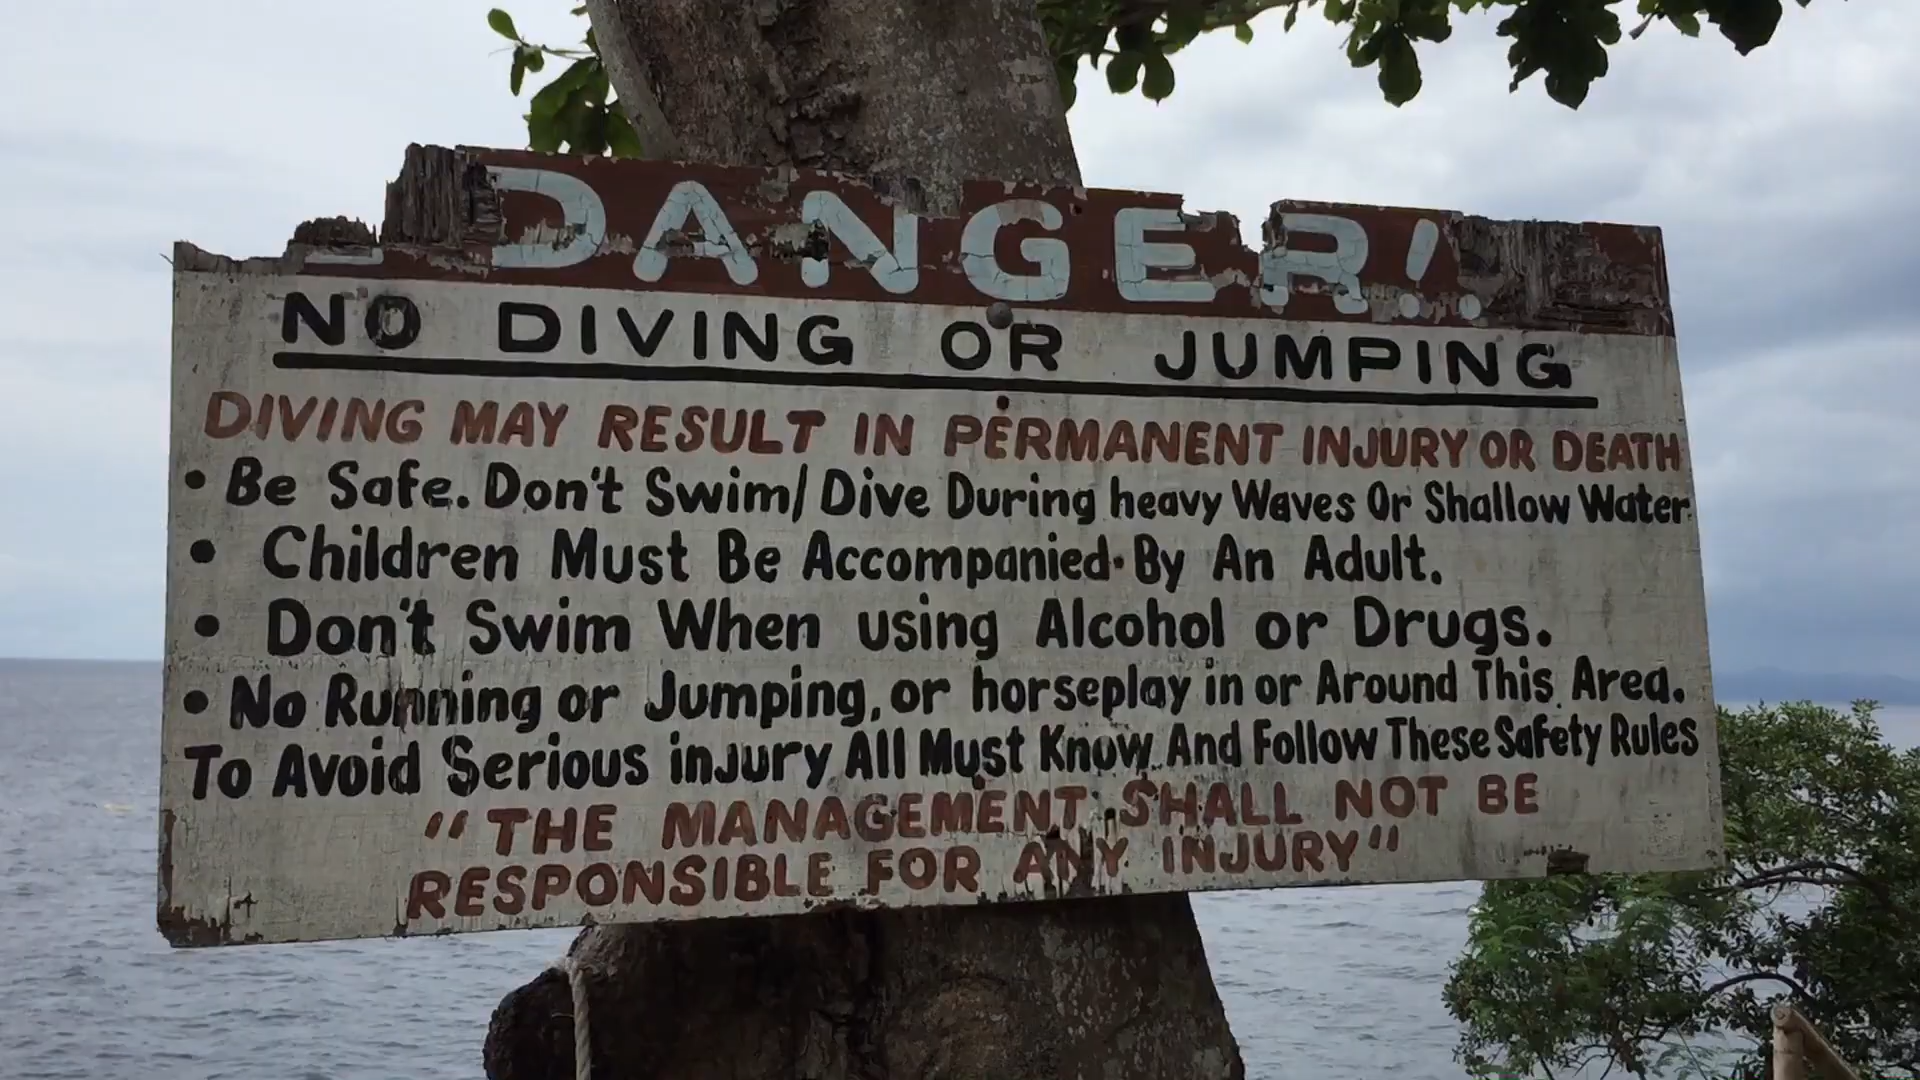 DANGER!
NO DIVING OR JUMPING
DIVING MAY RESULT IN PERMANENT INJURY OR DEATH
• Be Safe. Don't Swim/Dive During heavy Waves Or Shallow Water
• Children Must Be Accompanied By An Adult.
• Don't Swim When using Alcohol or Drugs.
• No Running or Jumping, or horseplay in or Around This Area.
To Avoid Serious injury All Must Know And Follow These Safety Rules
"THE MANAGEMENT SHALL NOT BE
RESPONSIBLE FOR ANY INJURY"